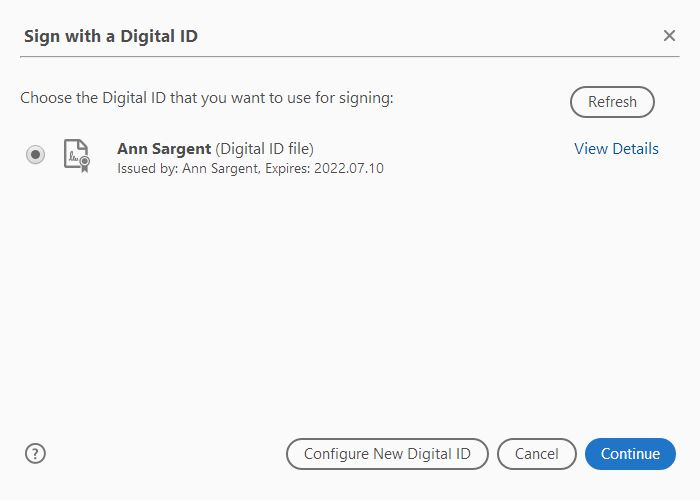 Sign with a Digital ID
Choose the Digital ID that you want to use for signing:
Refresh
Ann Sargent (Digital ID file)
View Details
Issued by: Ann Sargent, Expires: 2022.07.10
?
Configure New Digital ID
Cancel
Continue